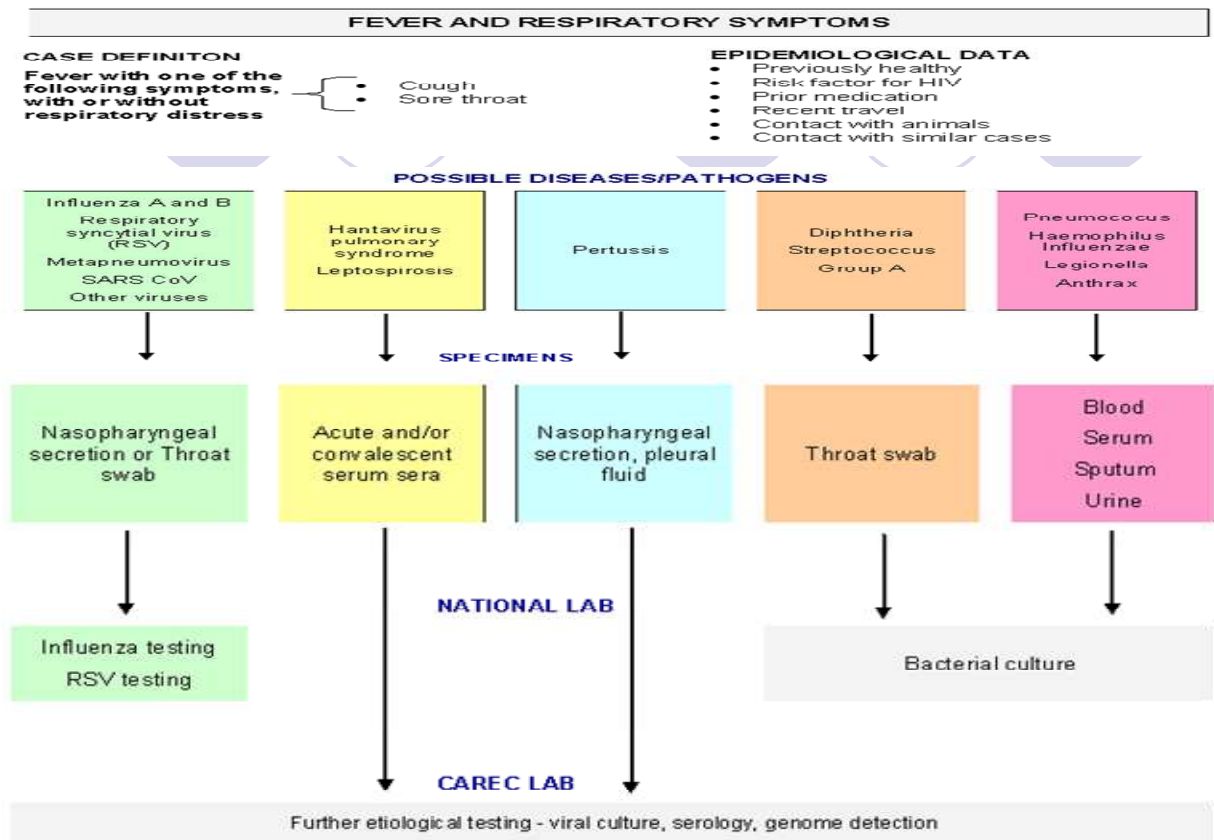 FEVER AND RESPIRATORY SYMPTOMS
CASE DEFINITON
Fever with one of the
following symptoms,
with or without
respiratory distress
• Cough
• Sore throat
EPIDEMIOLOGICAL DATA
• Previously healthy
• Risk factor for HIV
• Prior medication
• Recent travel
• Contact with animals
• Contact with similar cases
POSSIBLE DISEASES/PATHOGENS
Influenza A and B
Respiratory
syncytial virus
(RSV)
Metapneumovirus
SARS CoV
Other viruses
Hantavirus
pulmonary
syndrome
Leptospirosis
Pertussis
Diphtheria
Streptococcus
Group A
Pneumococus
Haemophilus
Influenzae
Legionella
Anthrax
SPECIMENS
Nasopharyngeal
secretion or Throat
swab
Acute and/or
convalescent
serum sera
Nasopharyngeal
secretion, pleural
fluid
Throat swab
Blood
Serum
Sputum
Urine
NATIONAL LAB
Influenza testing
RSV testing
Bacterial culture
CAREC LAB
Further etiological testing - viral culture, serology, genome detection